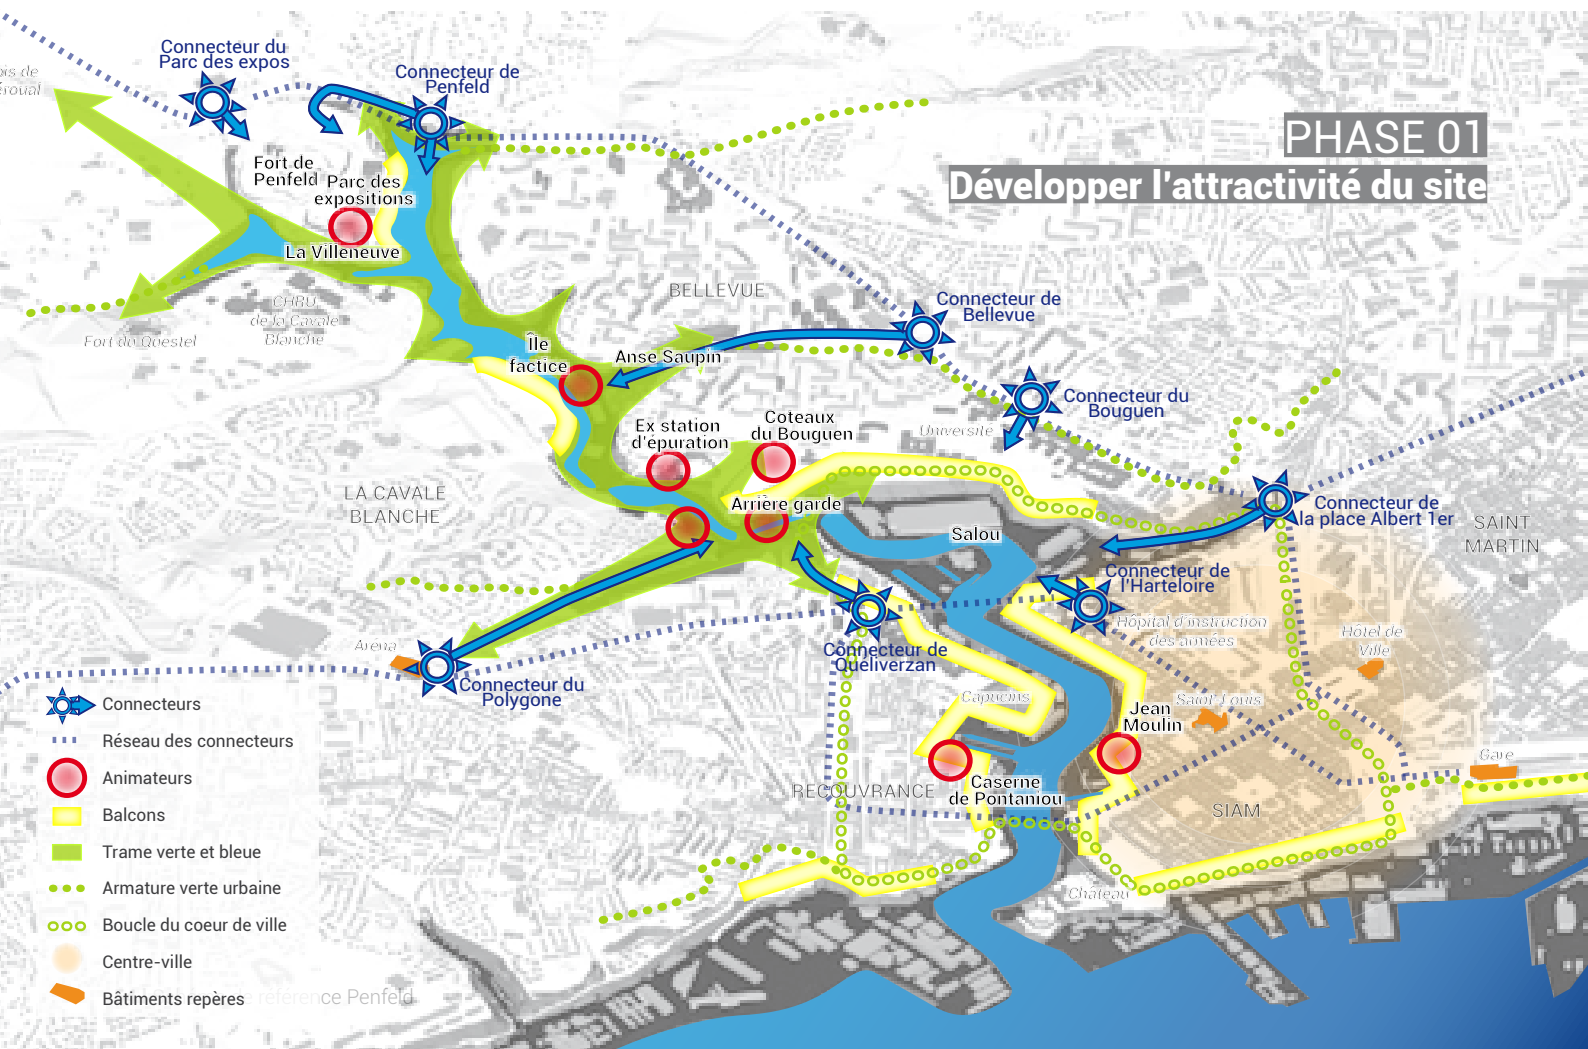 PHASE 01
Développer l'attractivité du site
Connecteur du
Parc des expos
Connecteur de
Penfeld
Fort de
Penfeld
Parc des
expositions
La Villeneuve
CHRU
de la Cavale
Blanche
Fort du Questel
BELLEVUE
Connecteur de
Bellevue
Île
factice
Anse Saupin
Connecteur du
Bouguen
Université
Ex station
d'épuration
Coteaux
du Bouguen
LA CAVALE
BLANCHE
Arrière garde
Salou
Connecteur de
la place Albert 1er
SAINT
MARTIN
Connecteur de
l'Harteloire
Hôpital d'instruction
des armées
Hôtel de
Ville
Arena
Connecteur du
Polygone
Connecteur de
Quéliverzan
Capucins
Jean
Moulin
Saint-Louis
Gare
RECOUVRANCE
Caserne
de Pontaniou
SIAM
Château
Connecteurs
Réseau des connecteurs
Animateurs
Balcons
Trame verte et bleue
Armature verte urbaine
Boucle du coeur de ville
Centre-ville
Bâtiments repères
référence Penfeld